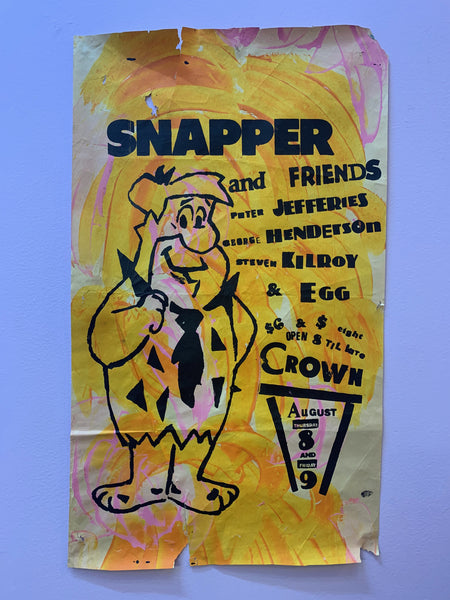 SNAPPER
and FRIENDS
PETER JEFFERIES
GEORGE HENDERSON
STEVEN KILROY
& EGG
$6 & $ eight
OPEN 8 TIL LATE
CROWN
AUGUST
THURSDAY
8
AND
FRIDAY
9